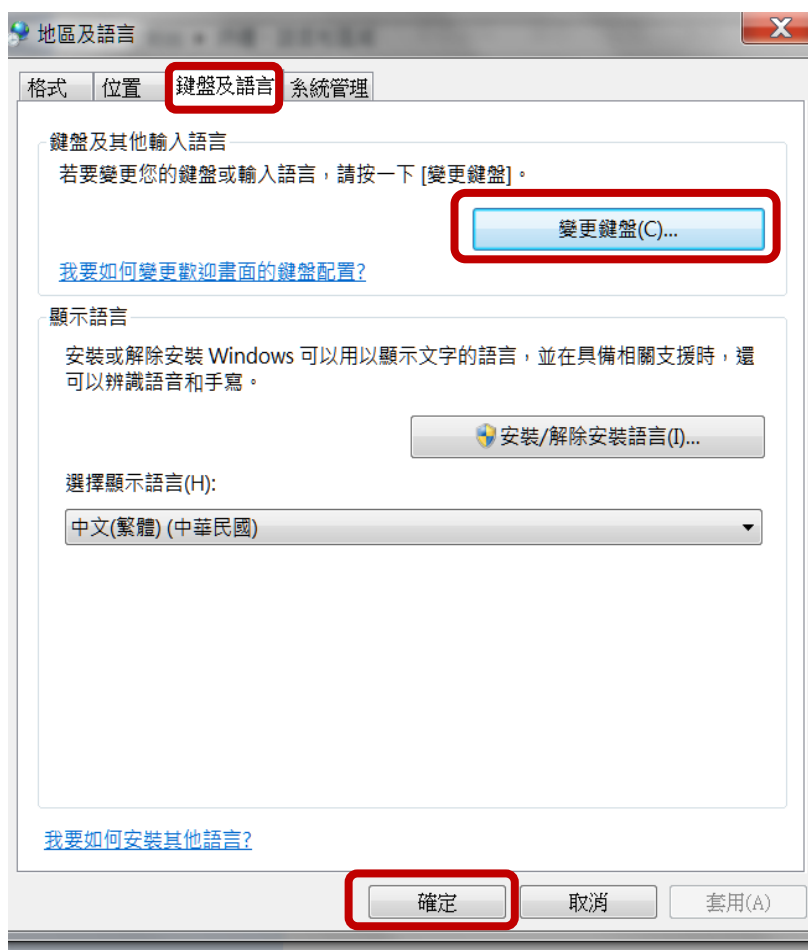 地區及語言
格式 位置 鍵盤及語言 系統管理
鍵盤及其他輸入語言
若要變更您的鍵盤或輸入語言，請按一下 [變更鍵盤]。
變更鍵盤(C)...
我要如何變更歡迎畫面的鍵盤配置?
顯示語言
安裝或解除安裝 Windows 可以用以顯示文字的語言，並在具備相關支援時，還
可以辨識語音和手寫。
安裝/解除安裝語言(I)...
選擇顯示語言(H):
中文(繁體) (中華民國)
我要如何安裝其他語言?
確定 取消 套用(A)